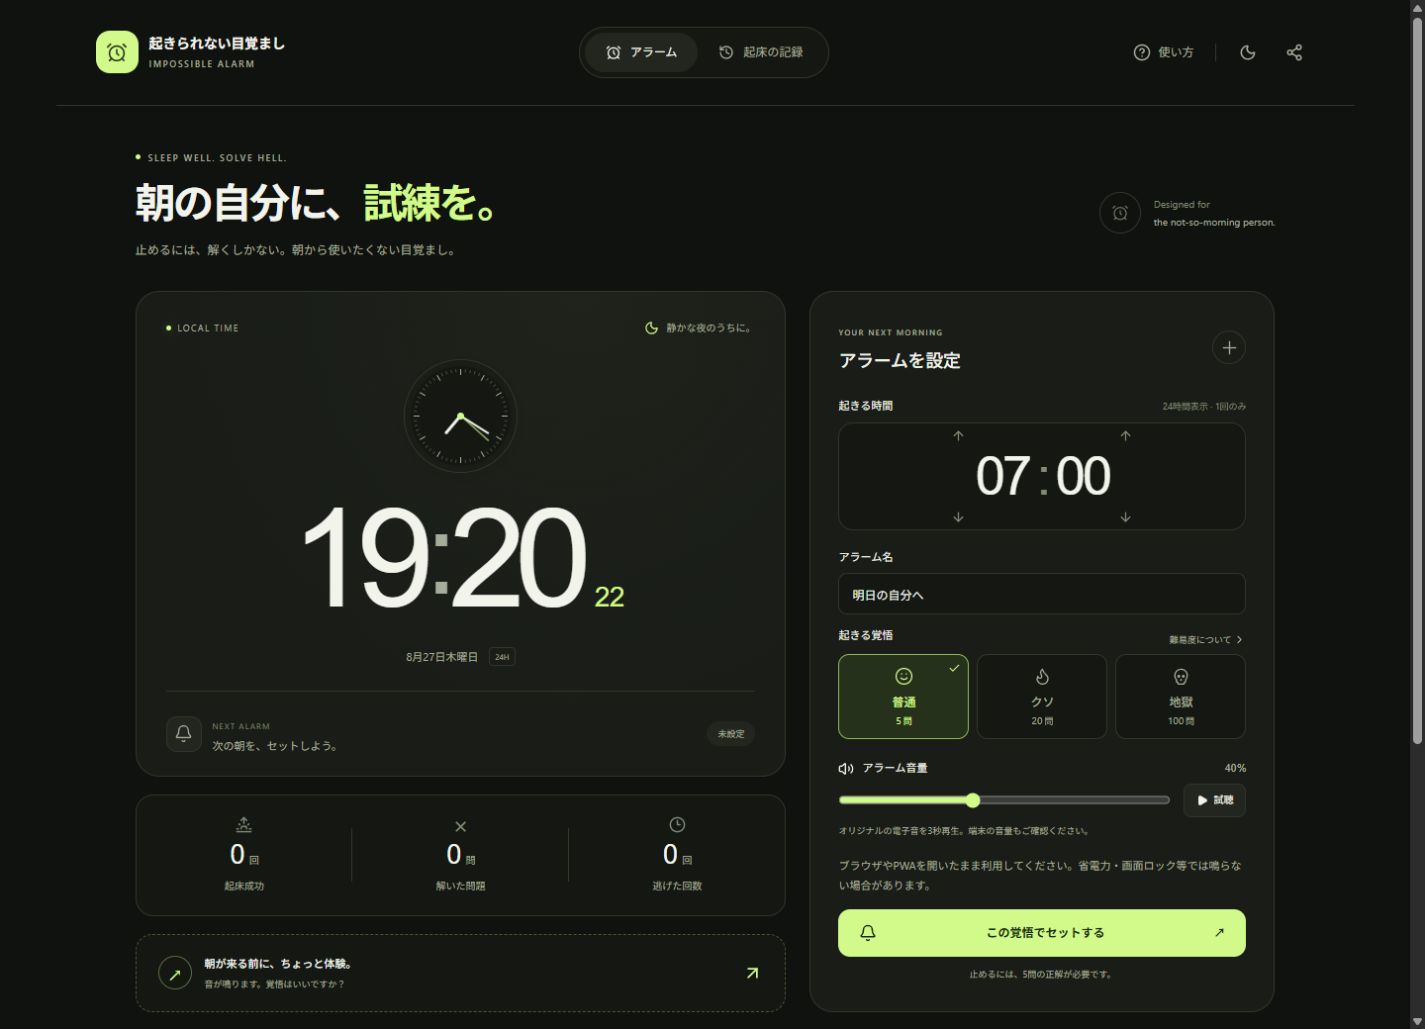 起きられない目覚まし
IMPOSSIBLE ALARM
アラーム
起床の記録
使い方
SLEEP WELL. SOLVE HELL.
朝の自分に、試練を。
止めるには、解くしかない。朝から使いたくない目覚まし。
Designed for
the not-so-morning person.
LOCAL TIME
静かな夜のうちに。
19:20 22
8月27日木曜日 24H
NEXT ALARM
次の朝を、セットしよう。
未設定
0 回
起床成功
0 問
解いた問題
0 回
逃げた回数
朝が来る前に、ちょっと体験。
音が鳴ります。覚悟はいいですか？
YOUR NEXT MORNING
アラームを設定
起きる時間
24時間表示 · 1回のみ
07:00
アラーム名
明日の自分へ
起きる覚悟
難易度について
普通
5問
クソ
20問
地獄
100問
アラーム音量
40%
試聴
オリジナルの電子音を3秒再生。端末の音量もご確認ください。
ブラウザやPWAを開いたまま利用してください。省電力・画面ロック等では鳴らな
い場合があります。
この覚悟でセットする
止めるには、5問の正解が必要です。